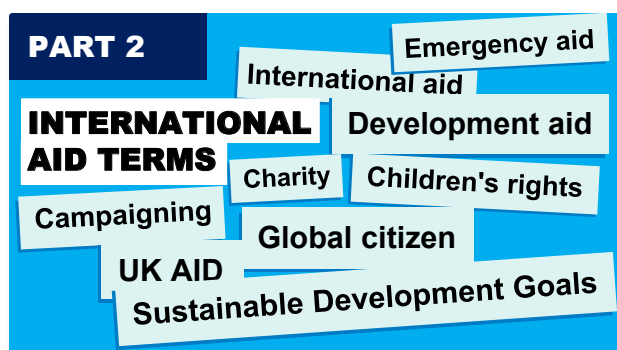 PART 2
Emergency aid
International aid
INTERNATIONAL
AID TERMS
Development aid
Charity
Children's rights
Campaigning
Global citizen
UK AID
Sustainable Development Goals